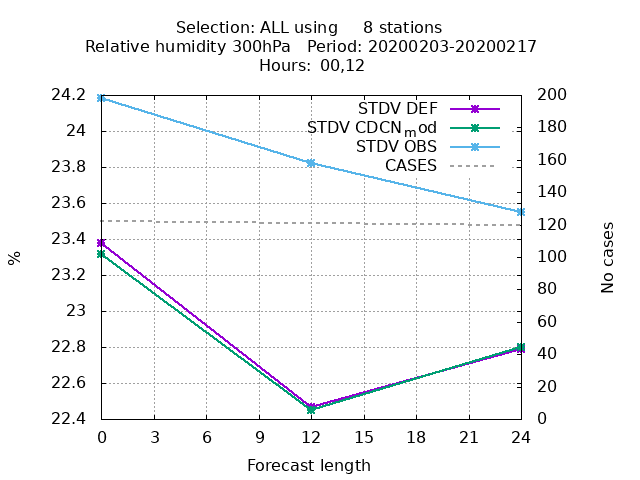 Selection: ALL using     8 stations
Relative humidity 300hPa   Period: 20200203-20200217
Hours: 00,12
24.2
24
23.8
23.6
23.4
23.2
23
22.8
22.6
22.4
%
STDV DEF
STDV CDCNmod
STDV OBS
CASES
200
180
160
140
120
100
80
60
40
20
0
No cases
0 3 6 9 12 15 18 21 24
Forecast length